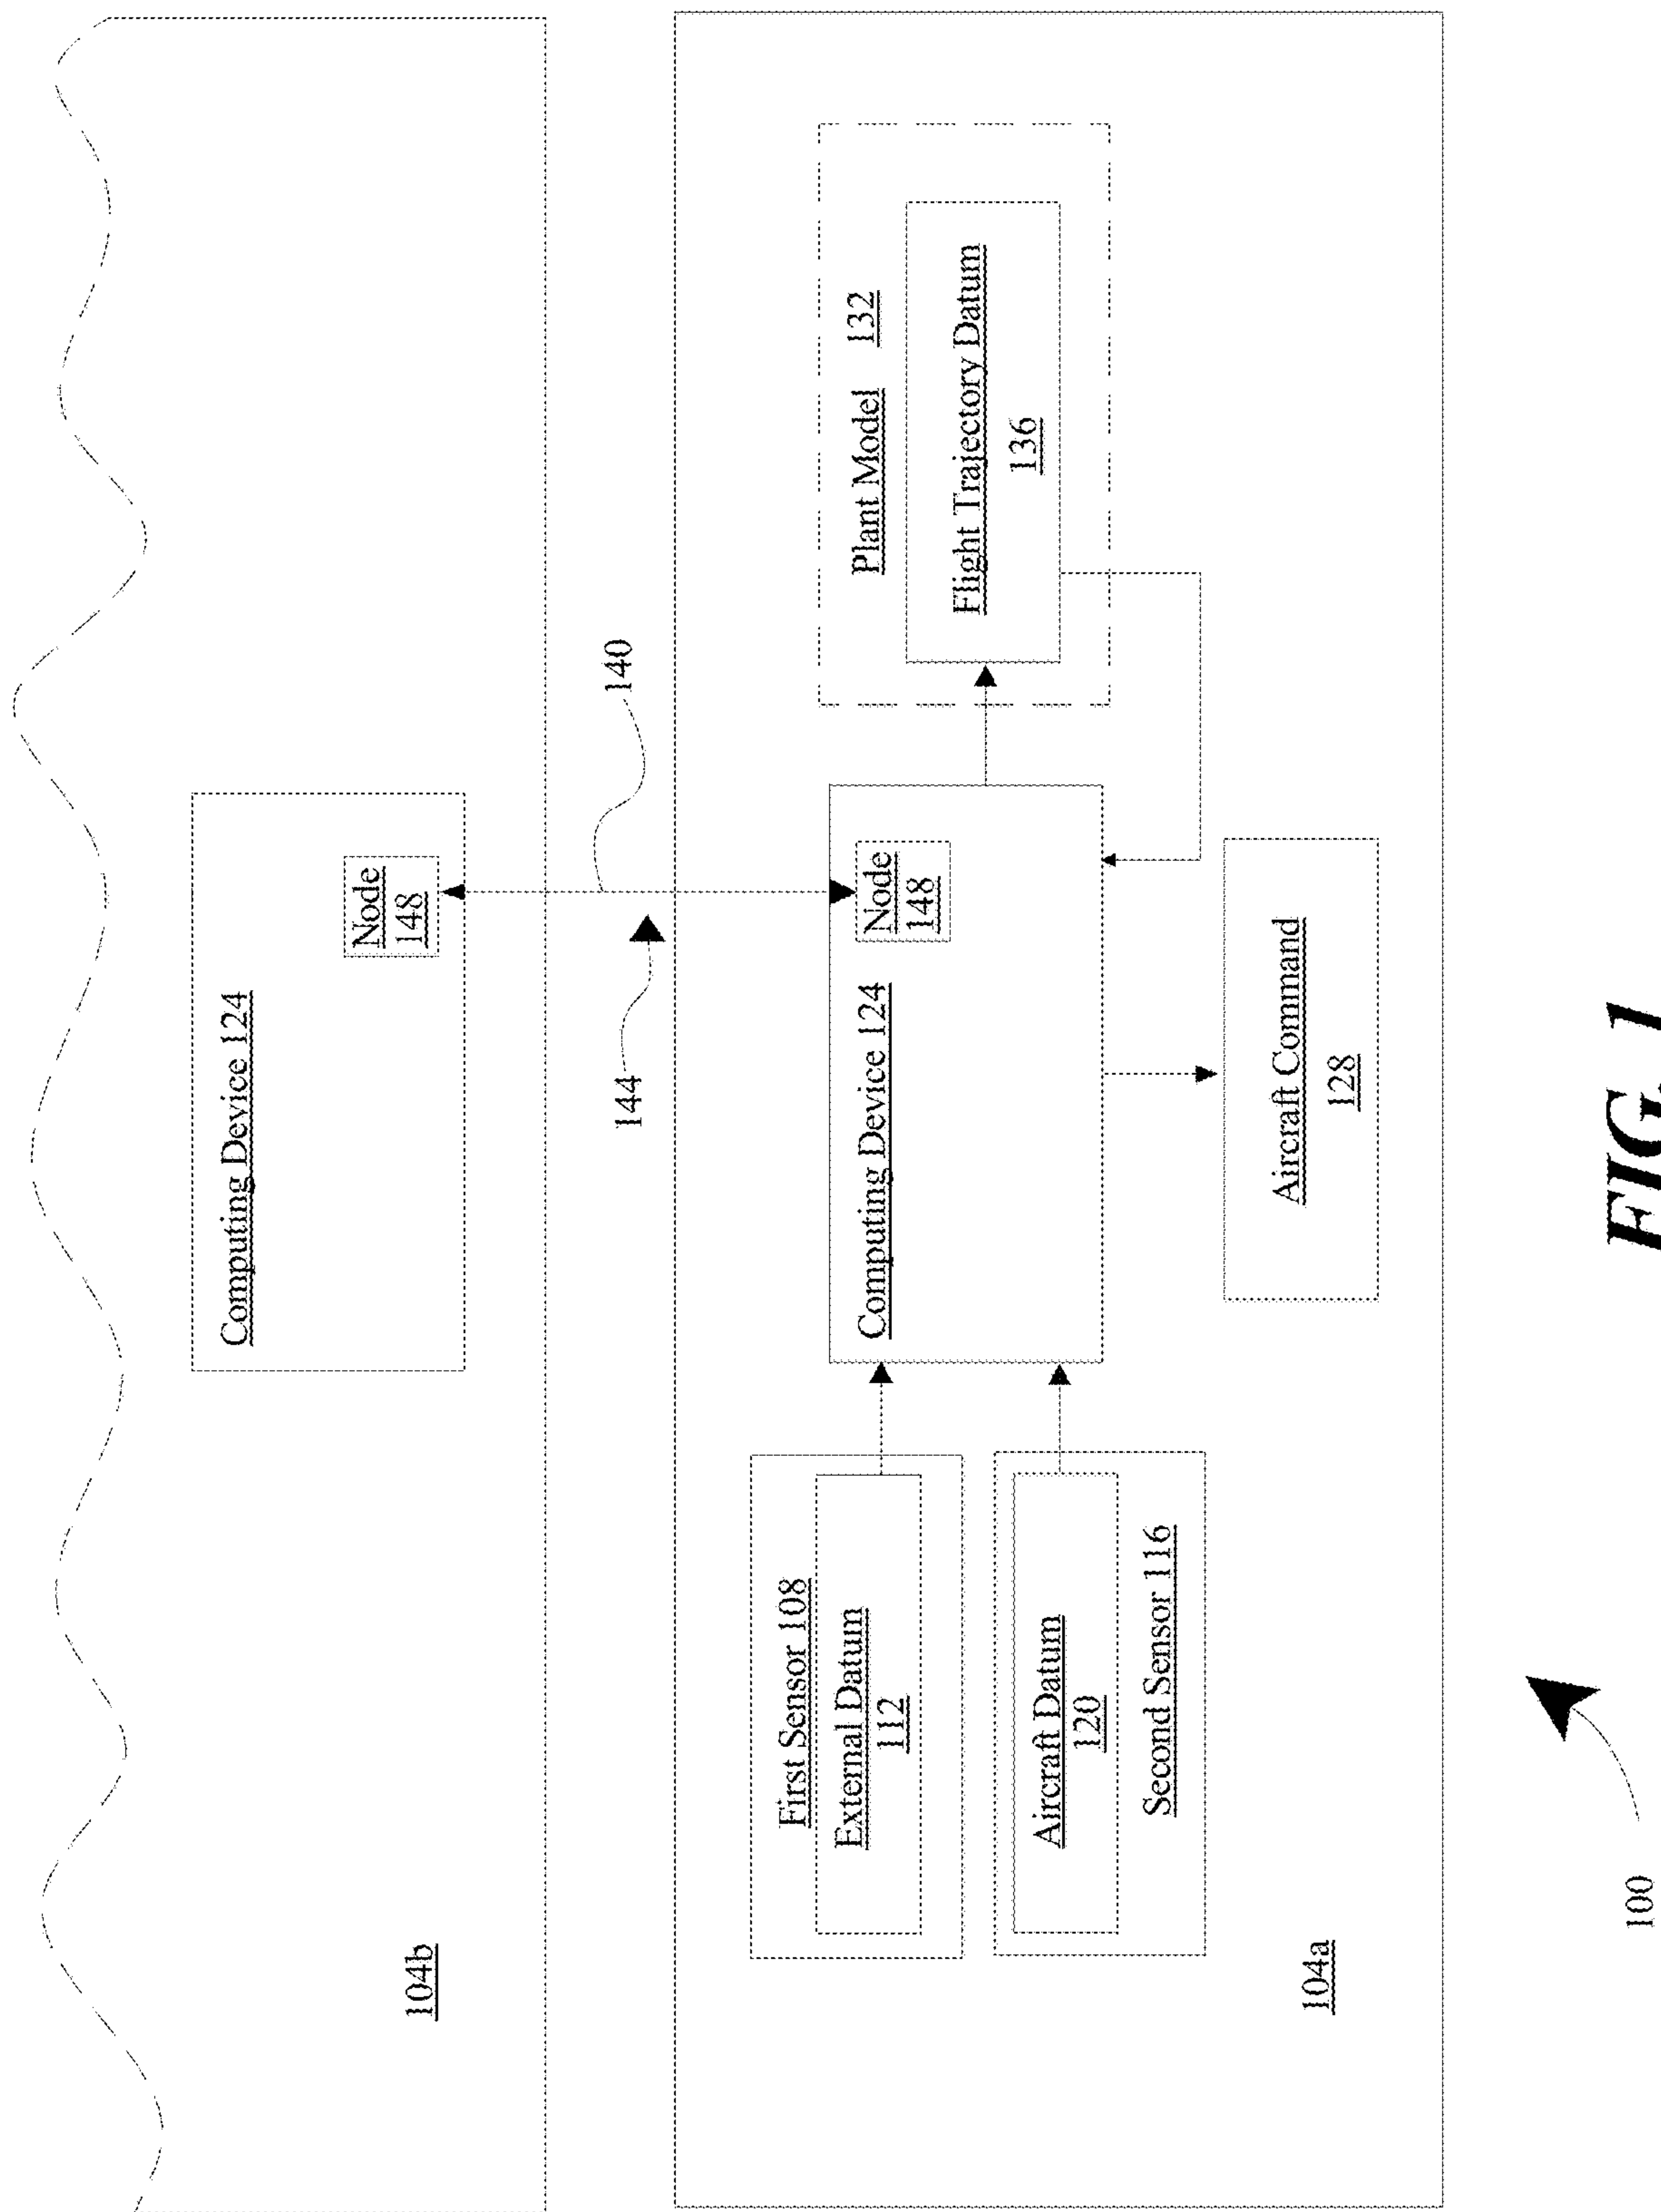 104b
Computing Device 124
Node
148
144
140
First Sensor 108
External Datum
112
Aircraft Datum
120
Second Sensor 116
Computing Device 124
Node
148
Plant Model 132
Flight Trajectory Datum
136
Aircraft Command
128
104a
100
FIG. 1